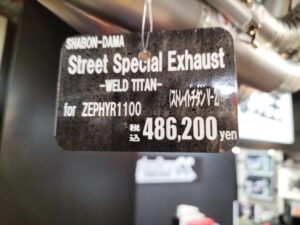 SHABON-DAMA
Street Special Exhaust
-WELD TITAN-
for ZEPHYR1100
税込 486,200 yen